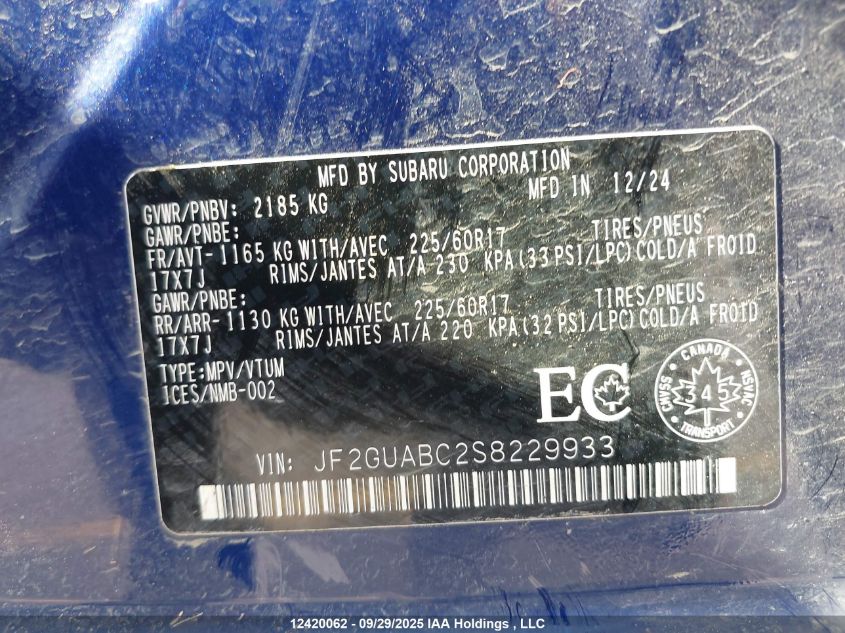 MFD BY SUBARU CORPORATION
GVWR/PNBV: 2185 KG MFD IN 12/24
GAWR/PNBE: TIRES/PNEUS
FR/AVT-1165 KG WITH/AVEC 225/60R17
17X7J RIMS/JANTES AT/A 230 KPA(33 PSI/LPC)COLD/A FROID
GAWR/PNBE: TIRES/PNEUS
RR/ARR-1130 KG WITH/AVEC 225/60R17
17X7J RIMS/JANTES AT/A 220 KPA(32 PSI/LPC)COLD/A FROID
TYPE:MPV/VTUM
ICES/NMB-002
EC
CANADA
CMVSS 345 NSVAC
TRANSPORT
VIN: JF2GUABC2S8229933
12420062 - 09/29/2025 IAA Holdings , LLC